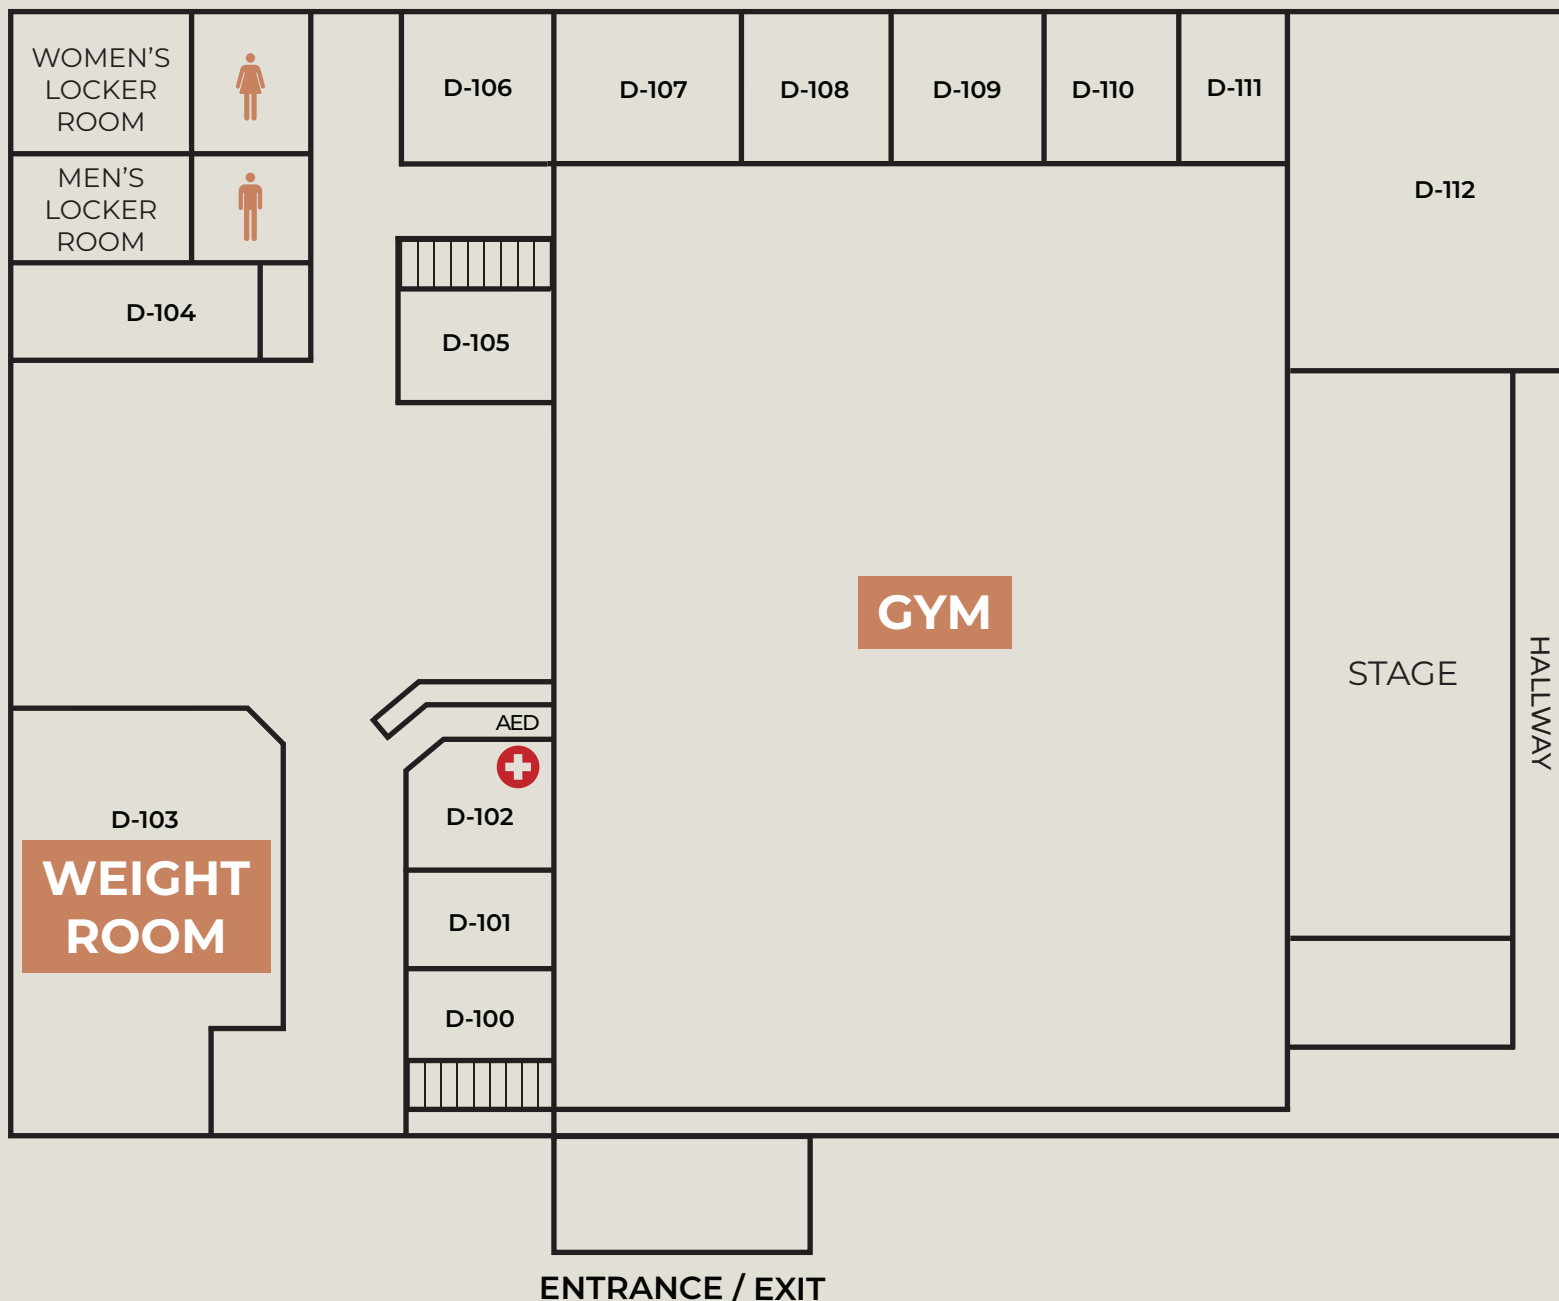 WOMEN'S
LOCKER
ROOM
D-106
D-107
D-108
D-109
D-110
D-111
MEN'S
LOCKER
ROOM
D-112
D-104
D-105
GYM
STAGE
HALLWAY
AED
D-102
D-103
WEIGHT
ROOM
D-101
D-100
ENTRANCE / EXIT